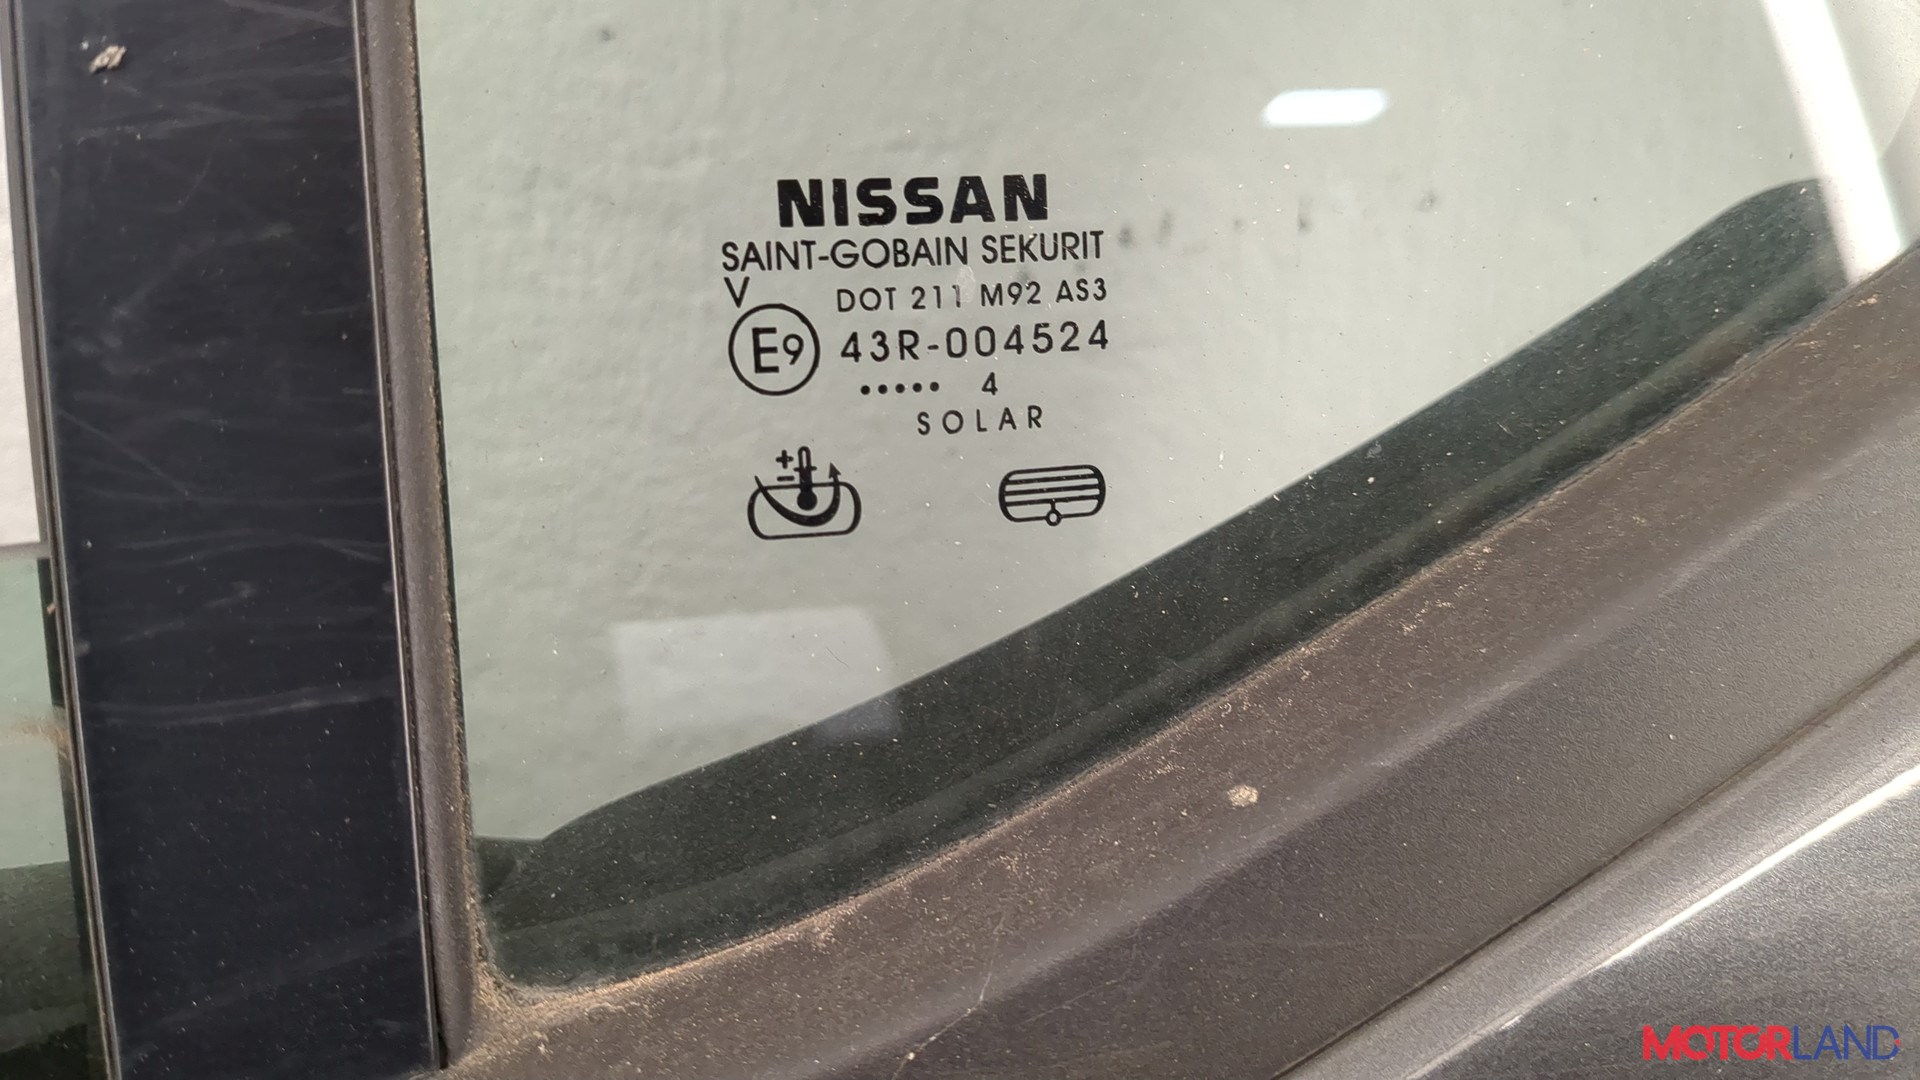 NISSAN
SAINT-GOBAIN SEKURIT
V DOT 211 M92 AS3
E9 43R-004524
..... 4
SOLAR
MOTORLAND